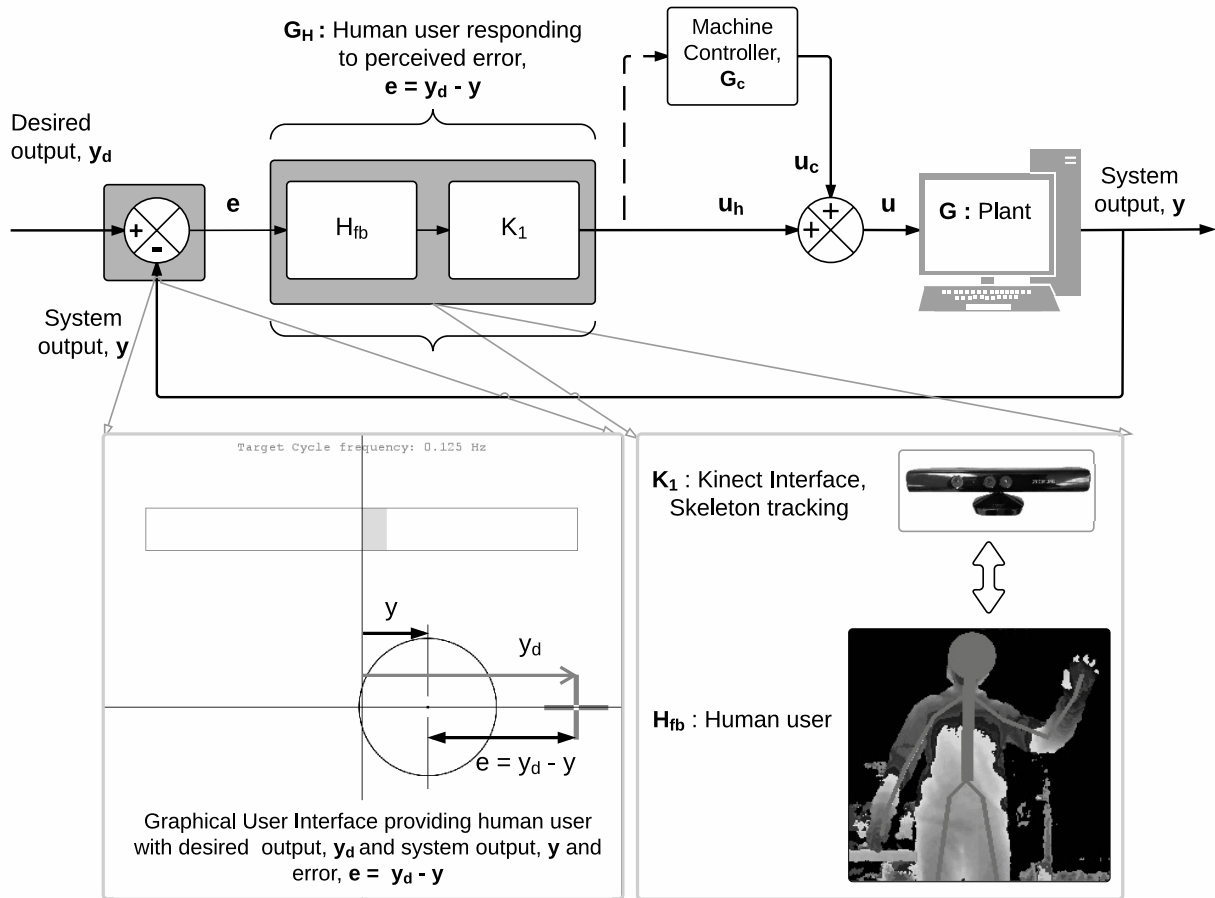 G_H : Human user responding
to perceived error,
e = y_d - y
Machine
Controller,
G_c
Desired
output, y_d
e
H_fb
K_1
u_h
u_c
u
G : Plant
System
output, y
+
-
+
+
System
output, y
Target Cycle frequency: 0.125 Hz
y
y_d
e = y_d - y
Graphical User Interface providing human user
with desired output, y_d and system output, y and
error, e = y_d - y
K_1 : Kinect Interface,
Skeleton tracking
H_fb : Human user